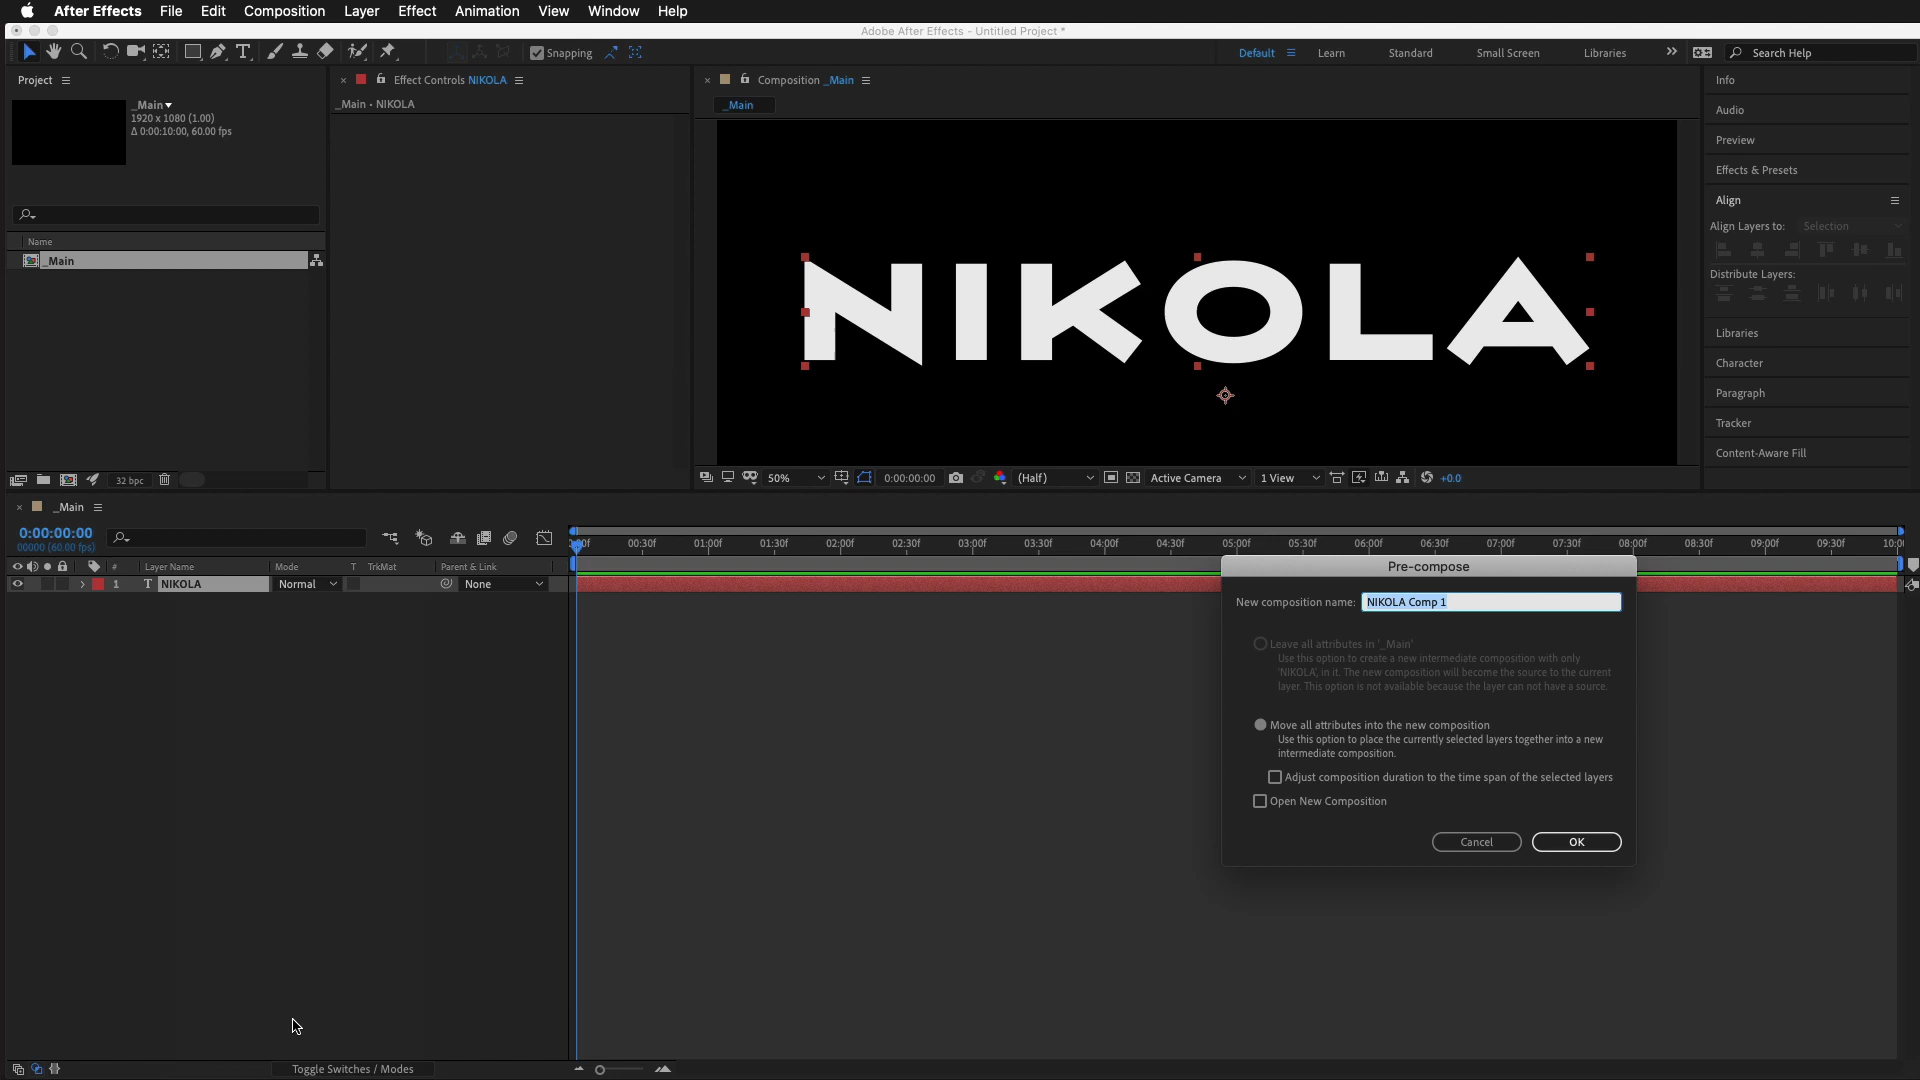 After Effects File Edit Composition Layer Effect Animation View Window Help
Adobe After Effects - Untitled Project *
Snapping Default Learn Standard Small Screen Libraries Search Help
Project
_Main
1920 x 1080 (1.00)
Δ 0:00:10:00, 60.00 fps
Name
_Main
32 bpc
Effect Controls NIKOLA
_Main • NIKOLA
Composition _Main
_Main
NIKOLA
50% 0:00:00:00 (Half) Active Camera 1 View +0.0
Info
Audio
Preview
Effects & Presets
Align
Align Layers to: Selection
Distribute Layers:
Libraries
Character
Paragraph
Tracker
Content-Aware Fill
_Main
0:00:00:00
00000 (60.00 fps)
# Layer Name Mode T TrkMat Parent & Link
1 T NIKOLA Normal None
00:30f 01:00f 01:30f 02:00f 02:30f 03:00f 03:30f 04:00f 04:30f 05:00f 05:30f 06:00f 06:30f 07:00f 07:30f 08:00f 08:30f 09:00f 09:30f
Pre-compose
New composition name: NIKOLA Comp 1
Leave all attributes in '_Main'
Use this option to create a new intermediate composition with only
'NIKOLA', in it. The new composition will become the source to the current
layer. This option is not available because the layer can not have a source.
Move all attributes into the new composition
Use this option to place the currently selected layers together into a new
intermediate composition.
Adjust composition duration to the time span of the selected layers
Open New Composition
Cancel OK
Toggle Switches / Modes